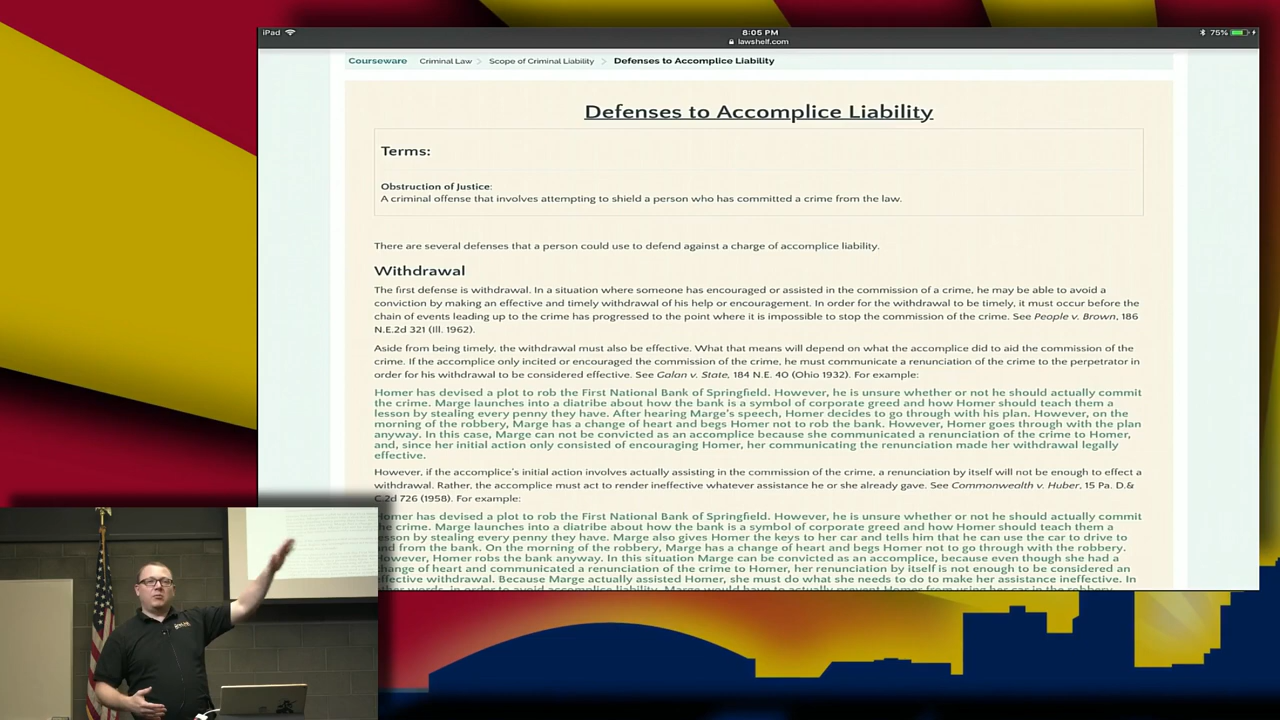 iPad
8:05 PM
75%
lawshelf.com
Courseware Criminal Law > Scope of Criminal Liability > Defenses to Accomplice Liability
Defenses to Accomplice Liability
Terms:
Obstruction of Justice:
A criminal offense that involves attempting to shield a person who has committed a crime from the law.
There are several defenses that a person could use to defend against a charge of accomplice liability.
Withdrawal
The first defense is withdrawal. In a situation where someone has encouraged or assisted in the commission of a crime, he may be able to avoid a
conviction by making an effective and timely withdrawal of his help or encouragement. In order for the withdrawal to be timely, it must occur before the
chain of events leading up to the crime has progressed to the point where it is impossible to stop the commission of the crime. See People v. Brown, 186
N.E.2d 321 (Ill. 1962).
Aside from being timely, the withdrawal must also be effective. What that means will depend on what the accomplice did to aid the commission of the
crime. If the accomplice only incited or encouraged the commission of the crime, he must communicate a renunciation of the crime to the perpetrator in
order for his withdrawal to be considered effective. See Galan v. State, 184 N.E. 40 (Ohio 1932). For example:
Homer has devised a plot to rob the First National Bank of Springfield. However, he is unsure whether or not he should actually commit
the crime. Marge launches into a diatribe about how the bank is a symbol of corporate greed and how Homer should teach them a
lesson by stealing every penny they have. After hearing Marge's speech, Homer decides to go through with his plan. However, on the
morning of the robbery, Marge has a change of heart and begs Homer not to rob the bank. However, Homer goes through with the plan
anyway. In this case, Marge can not be convicted as an accomplice because she communicated a renunciation of the crime to Homer,
and, since her initial action only consisted of encouraging Homer, her communicating the renunciation made her withdrawal legally
effective.
However, if the accomplice's initial action involves actually assisting in the commission of the crime, a renunciation by itself will not be enough to effect a
withdrawal. Rather, the accomplice must act to render ineffective whatever assistance he or she already gave. See Commonwealth v. Huber, 15 Pa. D.&
C.2d 726 (1958). For example:
Homer has devised a plot to rob the First National Bank of Springfield. However, he is unsure whether or not he should actually commit
the crime. Marge launches into a diatribe about how the bank is a symbol of corporate greed and how Homer should teach them a
lesson by stealing every penny they have. Marge also gives Homer the keys to her car and tells him that he can use the car to drive to
and from the bank. On the morning of the robbery, Marge has a change of heart and begs Homer not to go through with the robbery.
However, Homer robs the bank anyway. In this situation Marge can be convicted as an accomplice, because even though she had a
change of heart and communicated a renunciation of the crime to Homer, her renunciation by itself is not enough to be considered an
effective withdrawal. Because Marge actually assisted Homer, she must do what she needs to do to make her assistance ineffective. In
other words, in order to avoid accomplice liability, Marge would have to actually prevent Homer from using her car in the robbery